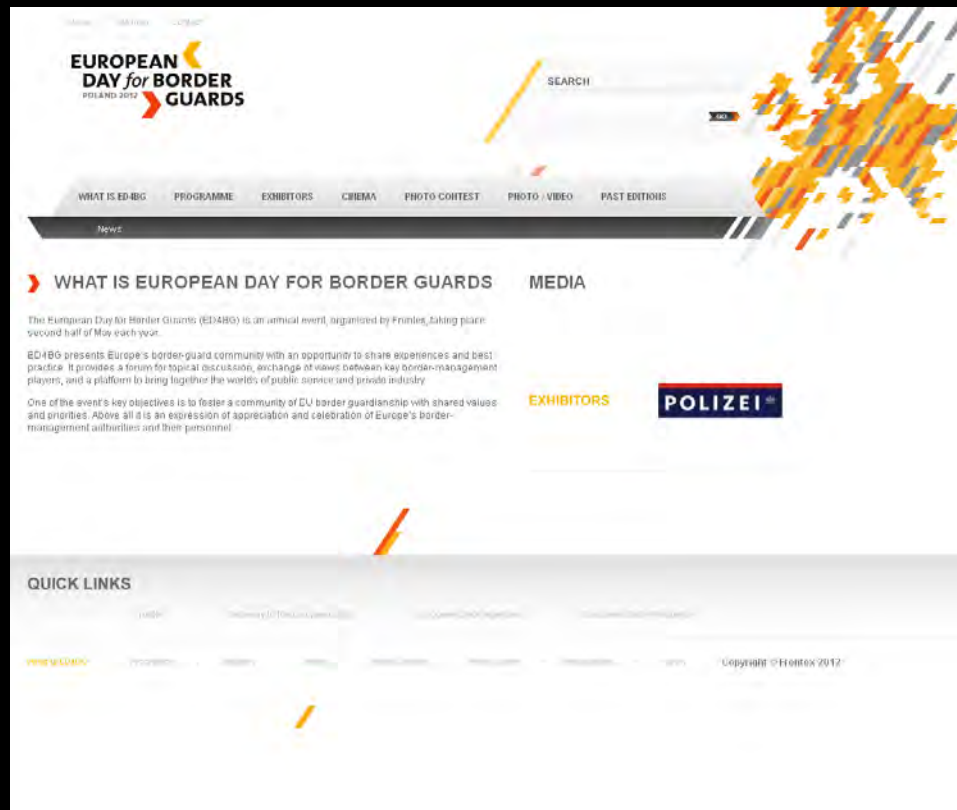 EUROPEAN
DAY for BORDER
POLAND 2012 GUARDS
SEARCH
GO
WHAT IS ED4BG PROGRAMME EXHIBITORS CINEMA PHOTO CONTEST PHOTO / VIDEO PAST EDITIONS
News
WHAT IS EUROPEAN DAY FOR BORDER GUARDS
MEDIA
The European Day for Border Guards (ED4BG) is an annual event, organised by Frontex, taking place
second half of May each year.
ED4BG presents Europe's border-guard community with an opportunity to share experiences and best
practice. It provides a forum for topical discussion, exchange of views between key border-management
players, and a platform to bring together the worlds of public service and private industry.
One of the event's key objectives is to foster a community of EU border guardianship with shared values
and priorities. Above all it is an expression of appreciation and celebration of Europe's border-
management authorities and their personnel.
EXHIBITORS
POLIZEI
QUICK LINKS
Copyright © Frontex 2012